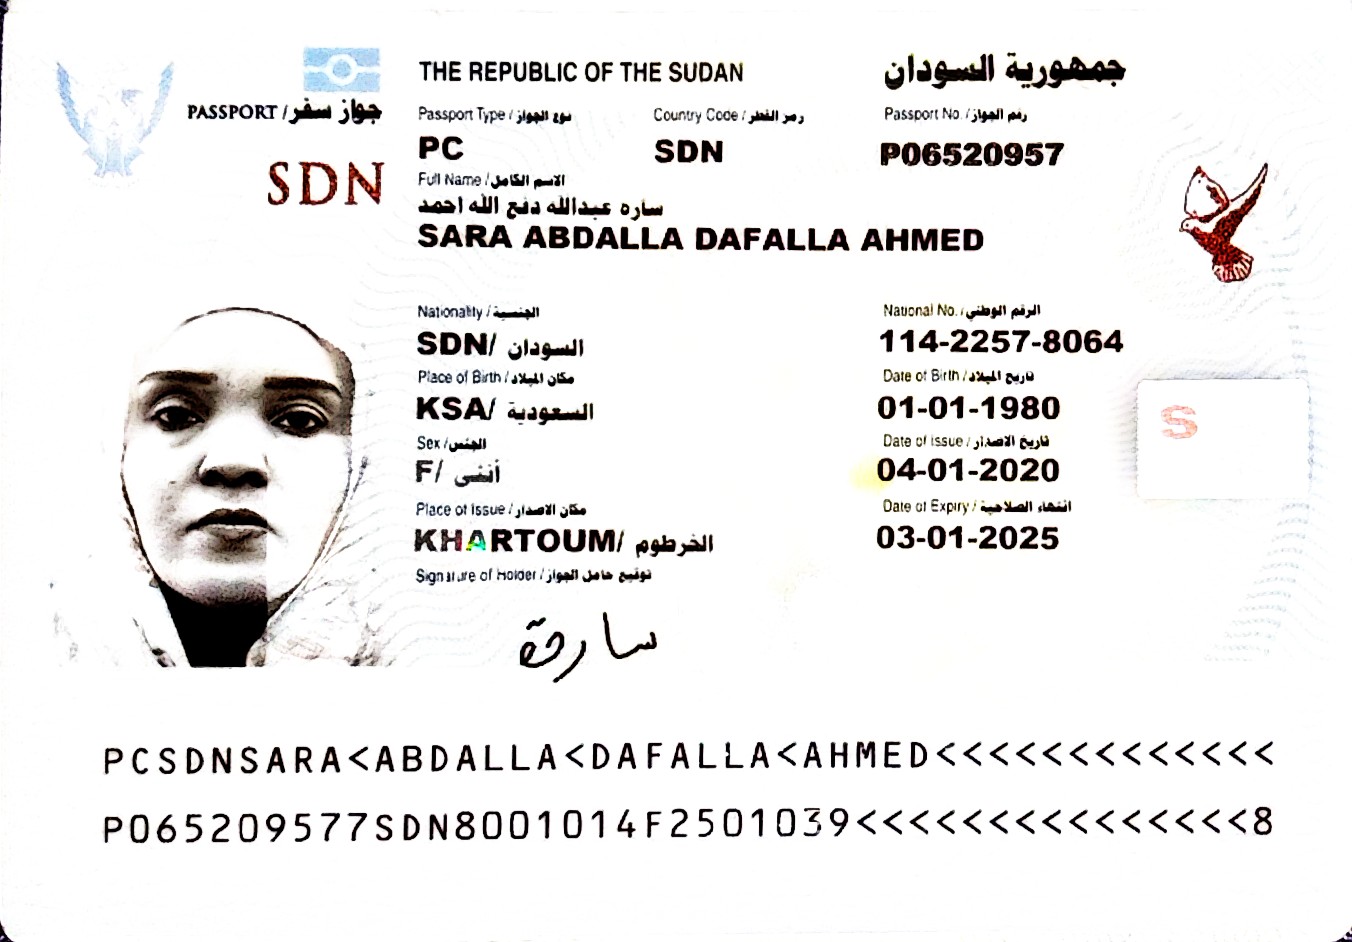 THE REPUBLIC OF THE SUDAN جمهورية السودان
PASSPORT / جواز سفر
Passport Type / نوع الجواز Country Code / رمز القطر Passport No. / رقم الجواز
PC SDN P06520957
SDN
Full Name / الاسم الكامل
ساره عبدالله دفع الله احمد
SARA ABDALLA DAFALLA AHMED
Nationality / الجنسية National No. / الرقم الوطني
SDN/ السودان 114-2257-8064
Place of Birth / مكان الميلاد Date of Birth / تاريخ الميلاد
KSA/ السعودية 01-01-1980
S
Sex / الجنس Date of Issue / تاريخ الاصدار
F/ أنثى 04-01-2020
Place of Issue / مكان الاصدار Date of Expiry / انتهاء الصلاحية
KHARTOUM/ الخرطوم 03-01-2025
Signature of Holder / توقيع حامل الجواز
سارة
PCSDNSARA<ABDALLA<DAFALLA<AHMED<<<<<<<<<<<<<
P065209577SDN8001014F2501039<<<<<<<<<<<<<<<8